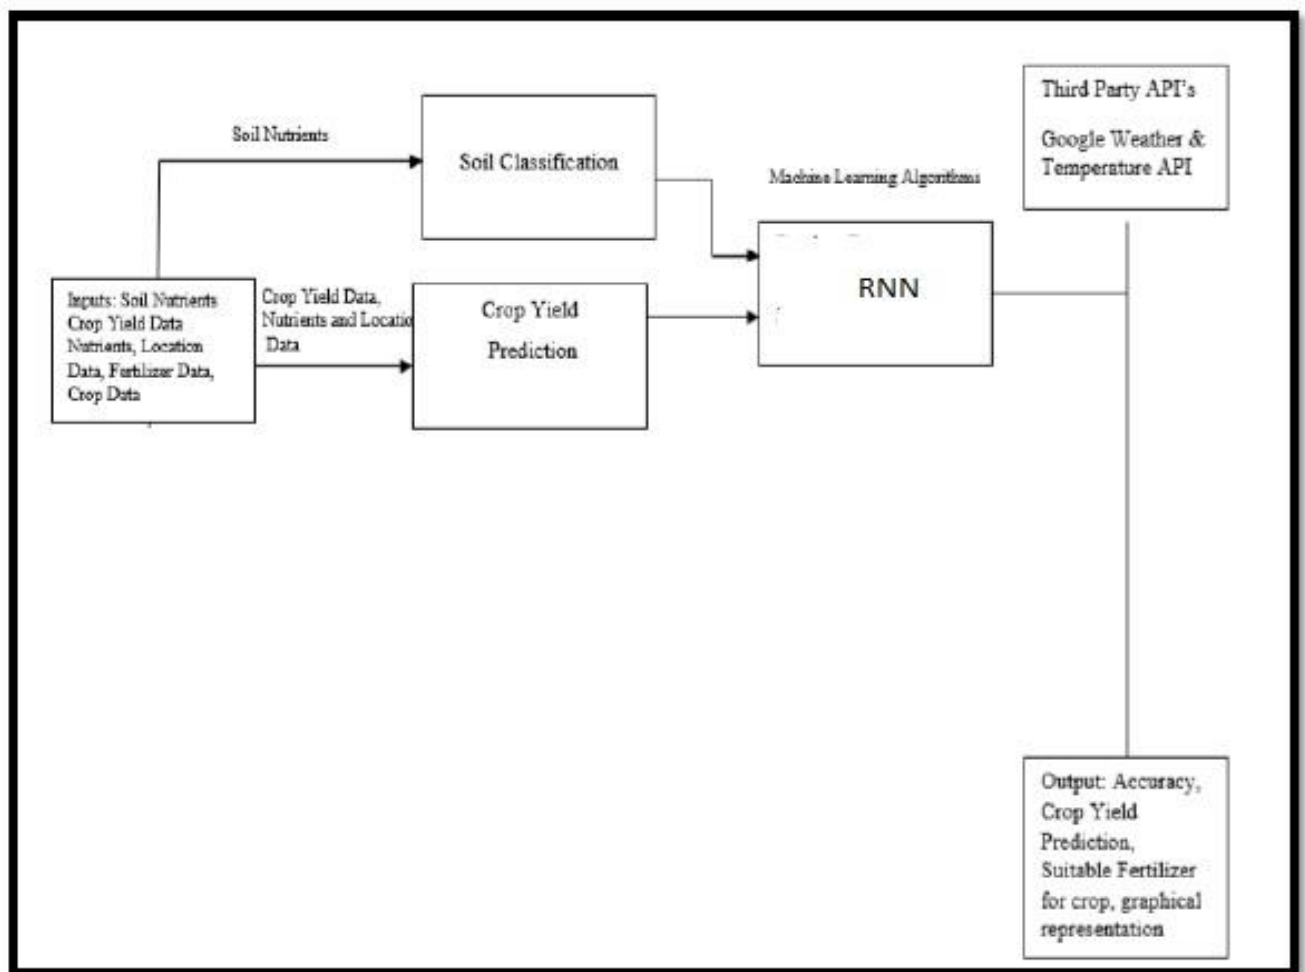 Soil Nutrients
Soil Classification
Machine Learning Algorithms
Third Party API's
Google Weather &
Temperature API
Inputs: Soil Nutrients
Crop Yield Data
Nutrients, Location
Data, Fertilizer Data,
Crop Data
Crop Yield Data,
Nutrients and Locatio
Data
Crop Yield
Prediction
RNN
Output: Accuracy,
Crop Yield
Prediction,
Suitable Fertilizer
for crop, graphical
representation